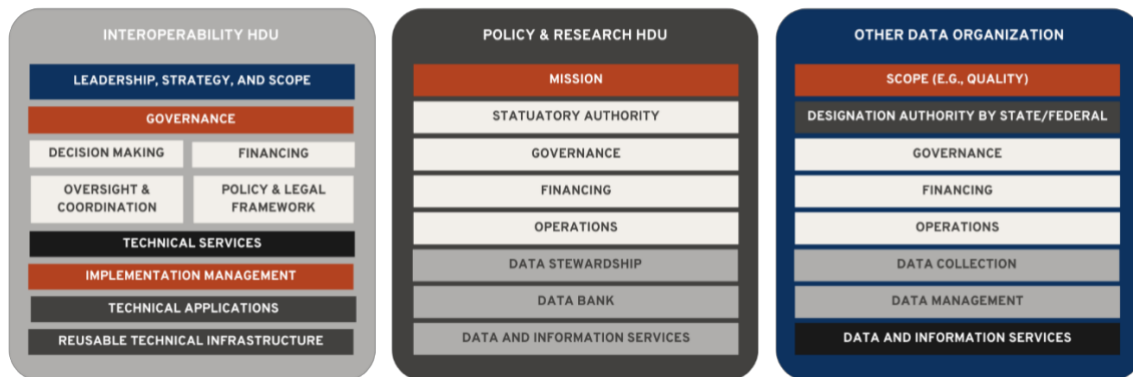 INTEROPERABILITY HDU
LEADERSHIP, STRATEGY, AND SCOPE
GOVERNANCE
DECISION MAKING
FINANCING
OVERSIGHT &
COORDINATION
POLICY & LEGAL
FRAMEWORK
TECHNICAL SERVICES
IMPLEMENTATION MANAGEMENT
TECHNICAL APPLICATIONS
REUSABLE TECHNICAL INFRASTRUCTURE
POLICY & RESEARCH HDU
MISSION
STATUATORY AUTHORITY
GOVERNANCE
FINANCING
OPERATIONS
DATA STEWARDSHIP
DATA BANK
DATA AND INFORMATION SERVICES
OTHER DATA ORGANIZATION
SCOPE (E.G., QUALITY)
DESIGNATION AUTHORITY BY STATE/FEDERAL
GOVERNANCE
FINANCING
OPERATIONS
DATA COLLECTION
DATA MANAGEMENT
DATA AND INFORMATION SERVICES